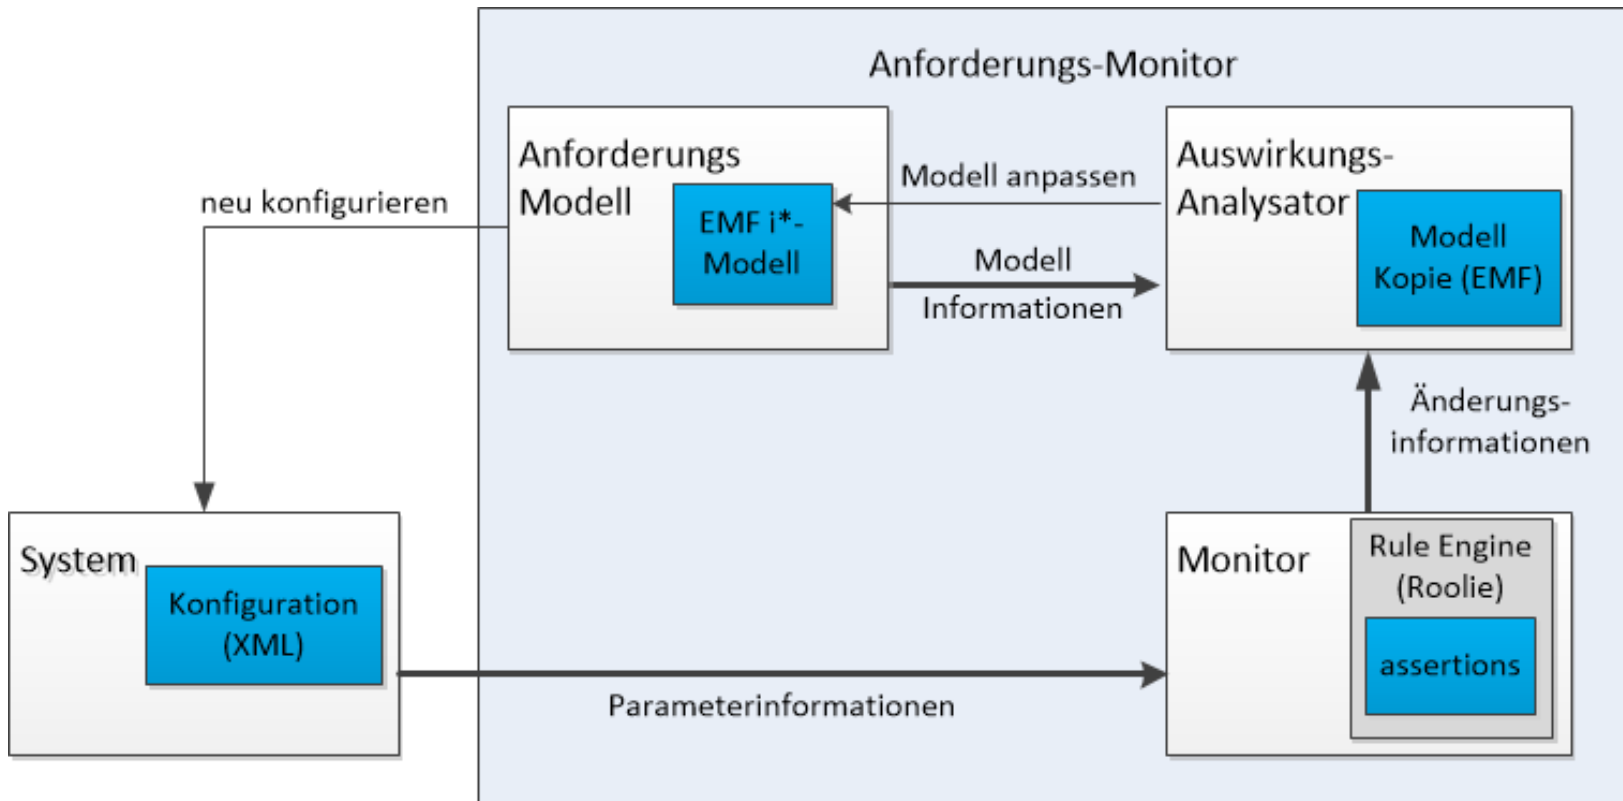 Anforderungs-Monitor
Anforderungs
Modell
EMF i*-
Modell
Modell anpassen
Modell
Informationen
Auswirkungs-
Analysator
Modell
Kopie (EMF)
neu konfigurieren
Änderungs-
informationen
System
Konfiguration
(XML)
Parameterinformationen
Monitor
Rule Engine
(Roolie)
assertions